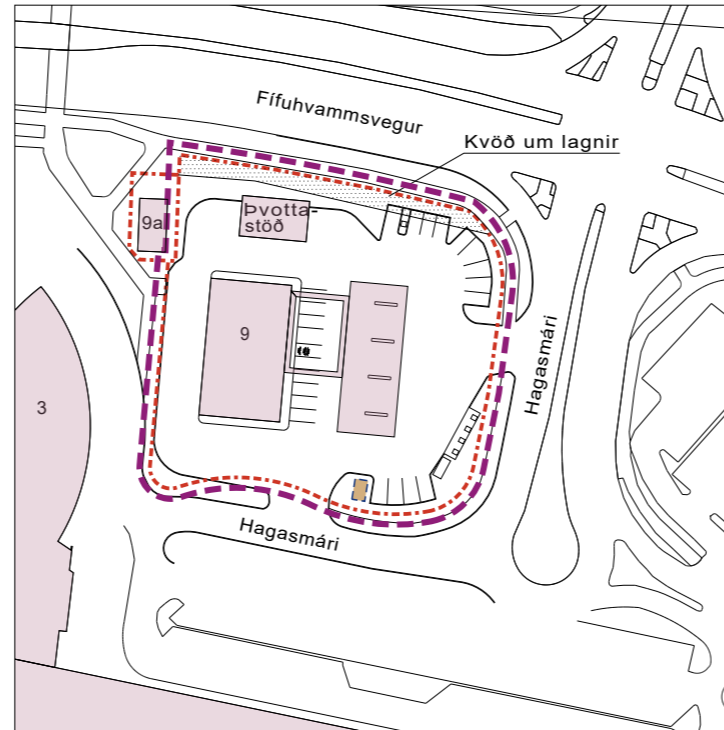 Fífuhvammsvegur
Kvöð um lagnir
9a
Þvotta-
stöð
9
3
Hagasmári
Hagasmári